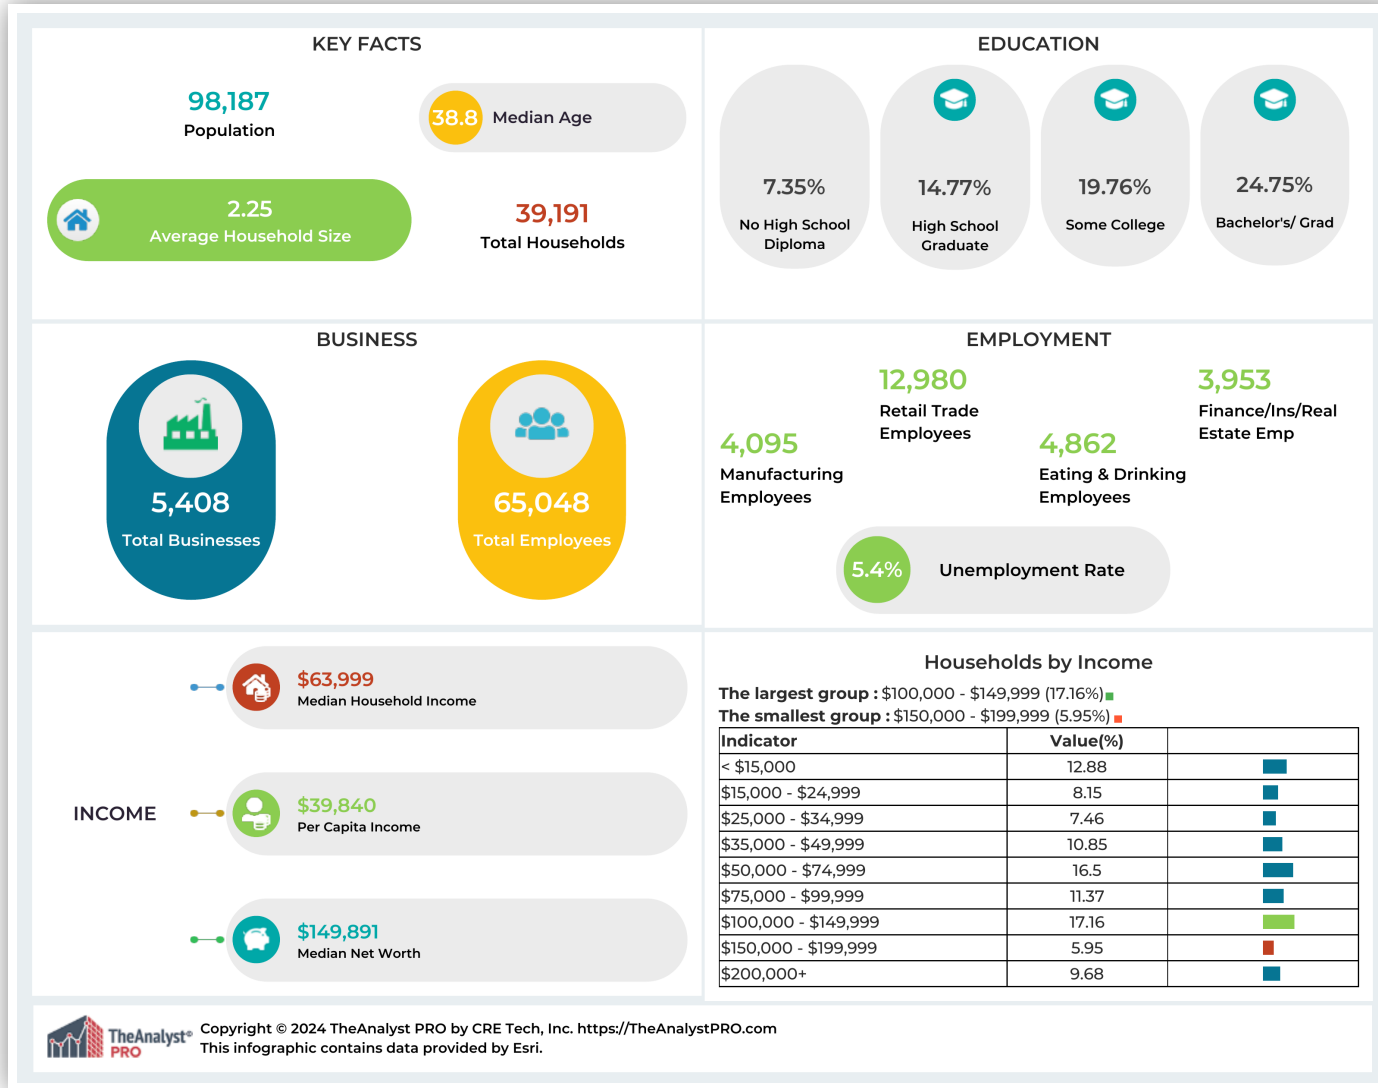 KEY FACTS
98,187
Population
38.8 Median Age
2.25
Average Household Size
39,191
Total Households
EDUCATION
7.35%
No High School
Diploma
14.77%
High School
Graduate
19.76%
Some College
24.75%
Bachelor's/ Grad
BUSINESS
5,408
Total Businesses
65,048
Total Employees
EMPLOYMENT
4,095
Manufacturing
Employees
12,980
Retail Trade
Employees
4,862
Eating & Drinking
Employees
3,953
Finance/Ins/Real
Estate Emp
5.4% Unemployment Rate
INCOME
$63,999
Median Household Income
$39,840
Per Capita Income
$149,891
Median Net Worth
Households by Income
The largest group : $100,000 - $149,999 (17.16%)
The smallest group : $150,000 - $199,999 (5.95%)
Indicator Value(%)
< $15,000 12.88
$15,000 - $24,999 8.15
$25,000 - $34,999 7.46
$35,000 - $49,999 10.85
$50,000 - $74,999 16.5
$75,000 - $99,999 11.37
$100,000 - $149,999 17.16
$150,000 - $199,999 5.95
$200,000+ 9.68
TheAnalyst®
PRO
Copyright © 2024 TheAnalyst PRO by CRE Tech, Inc. https://TheAnalystPRO.com
This infographic contains data provided by Esri.